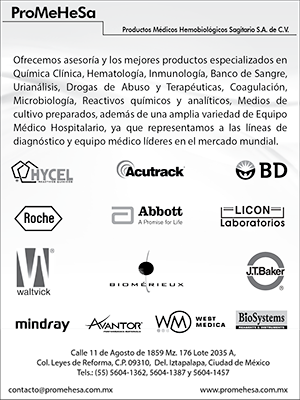 ProMeHeSa
Productos Médicos Hemobiológicos Sagitario S.A. de C.V.
Ofrecemos asesoría y los mejores productos especializados en
Química Clínica, Hematología, Inmunología, Banco de Sangre,
Urianálisis, Drogas de Abuso y Terapéuticas, Coagulación,
Microbiología, Reactivos químicos y analíticos, Medios de
cultivo preparados, además de una amplia variedad de Equipo
Médico Hospitalario, ya que representamos a las líneas de
diagnóstico y equipo médico líderes en el mercado mundial.
HYCEL
Acutrack
BD
Roche
Abbott
A Promise for Life
LICON
Laboratorios
waltvick
BIOMÉRIEUX
J.T.Baker
mindray
AVANTOR
WM WEST
MEDICA
BioSystems
Calle 11 de Agosto de 1859 Mz. 176 Lote 2035 A,
Col. Leyes de Reforma, C.P. 09310, Del. Iztapalapa, Ciudad de México
Tels.: (55) 5604-1362, 5604-1387 y 5604-1457
contacto@promehesa.com.mx
www.promehesa.com.mx